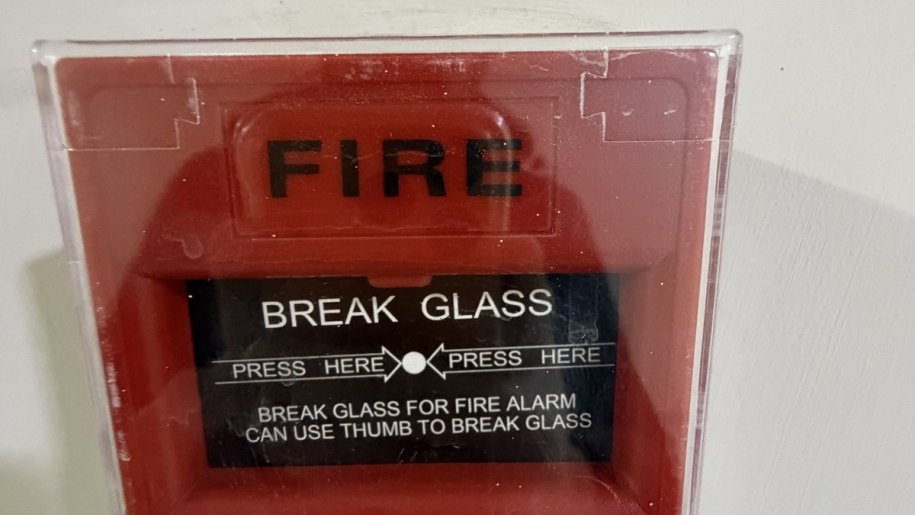 FIRE
BREAK GLASS
PRESS HERE PRESS HERE
BREAK GLASS FOR FIRE ALARM
CAN USE THUMB TO BREAK GLASS